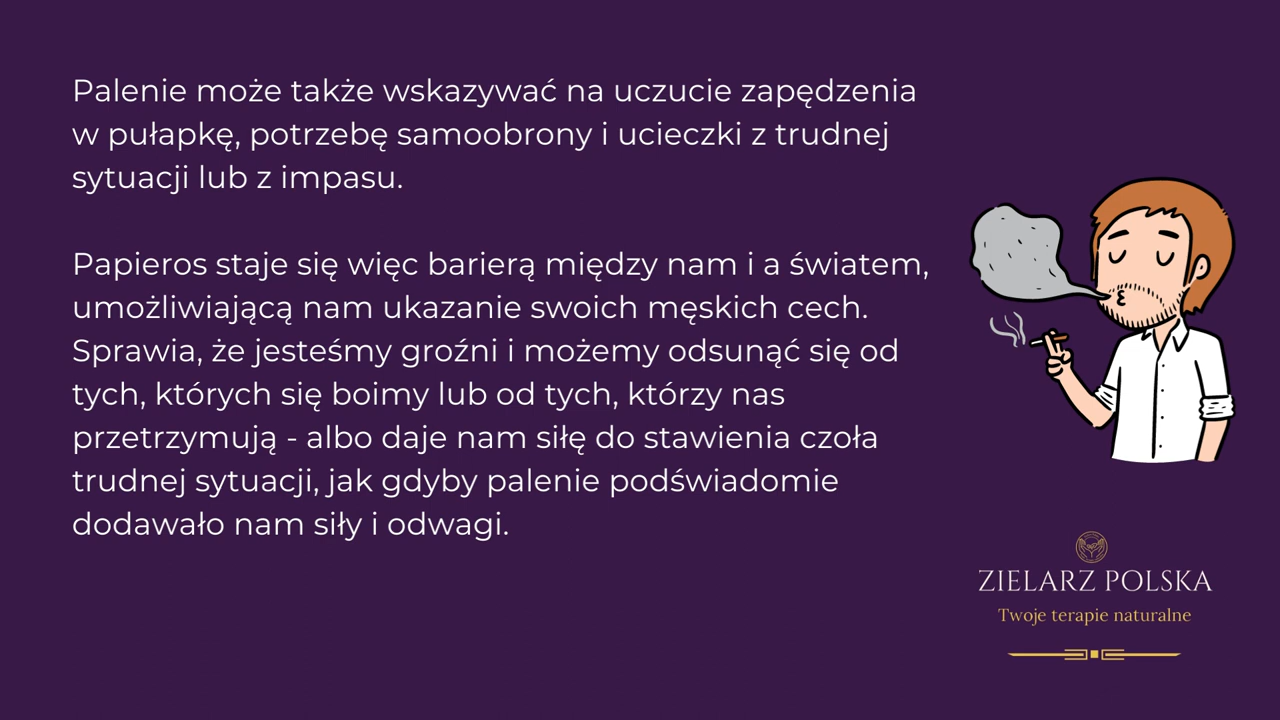 Palenie może także wskazywać na uczucie zapędzenia
w pułapkę, potrzebę samoobrony i ucieczki z trudnej
sytuacji lub z impasu.
Papieros staje się więc barierą między nam i a światem,
umożliwiającą nam ukazanie swoich męskich cech.
Sprawia, że jesteśmy groźni i możemy odsunąć się od
tych, których się boimy lub od tych, którzy nas
przetrzymują - albo daje nam siłę do stawienia czoła
trudnej sytuacji, jak gdyby palenie podświadomie
dodawało nam siły i odwagi.
ZIELARZ POLSKA
Twoje terapie naturalne